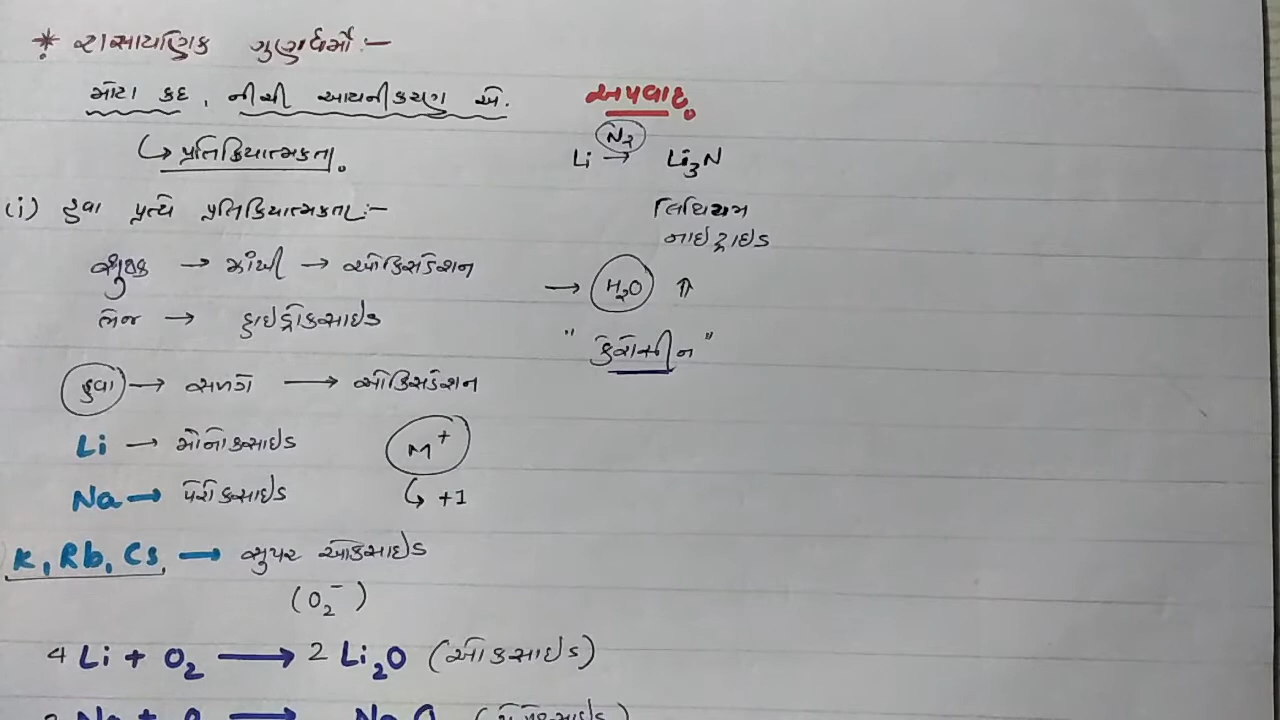 * રાસાયણિક ગુણધર્મો :-
મોટા કદ, નીચી આયનીકરણ એ.
↳ પ્રતિક્રિયાત્મકતા.
(i) હવા પ્રત્યે પ્રતિક્રિયાત્મકતા :-
શુષ્ક → ઝાંખી → ઓક્સિડેશન
ભેજ → હાઇડ્રોક્સાઇડ
હવા → સળગે → ઓક્સિડેશન
Li → મોનોક્સાઇડ
Na → પેરોક્સાઇડ
M⁺
↳ +1
K, Rb, Cs → સુપર ઓક્સાઇડ
(O₂⁻)
4 Li + O₂ → 2 Li₂O (ઓક્સાઇડ)
અપવાદ
N₂
Li → Li₃N
લિથિયમ
નાઇટ્રાઇડ
→ H₂O ⇑
" કેરોસીન "